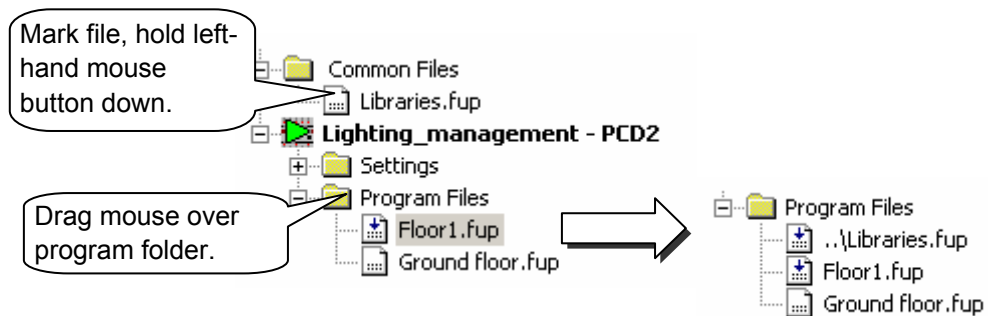 Mark file, hold left-
hand mouse
button down.
Common Files
Libraries.fup
Lighting_management - PCD2
Settings
Program Files
Floor1.fup
Ground floor.fup
Drag mouse over
program folder.
Program Files
..\Libraries.fup
Floor1.fup
Ground floor.fup